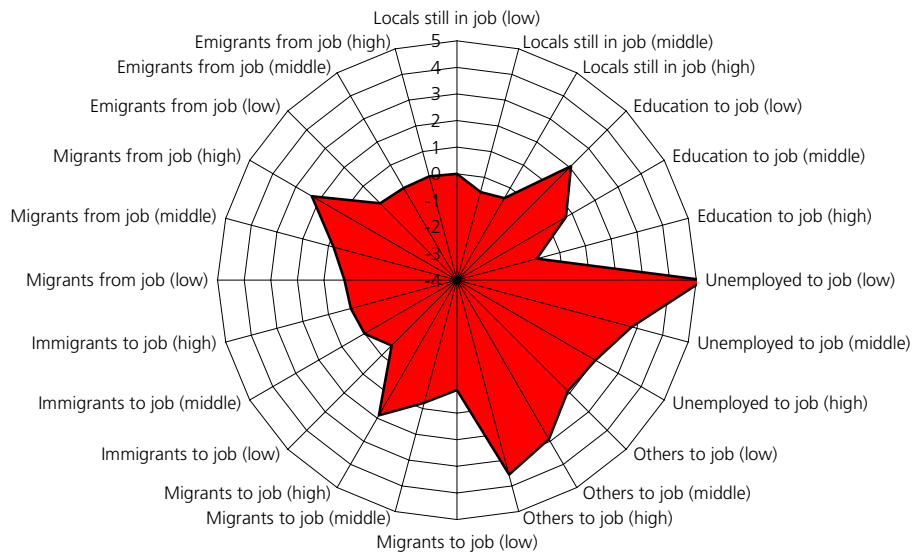 Locals still in job (low)
Locals still in job (middle)
Locals still in job (high)
Education to job (low)
Education to job (middle)
Education to job (high)
Unemployed to job (low)
Unemployed to job (middle)
Unemployed to job (high)
Others to job (low)
Others to job (middle)
Others to job (high)
Migrants to job (low)
Migrants to job (middle)
Migrants to job (high)
Immigrants to job (low)
Immigrants to job (middle)
Immigrants to job (high)
Migrants from job (low)
Migrants from job (middle)
Migrants from job (high)
Emigrants from job (low)
Emigrants from job (middle)
Emigrants from job (high)
5
4
3
2
1
0
-1
-2
-3
-4